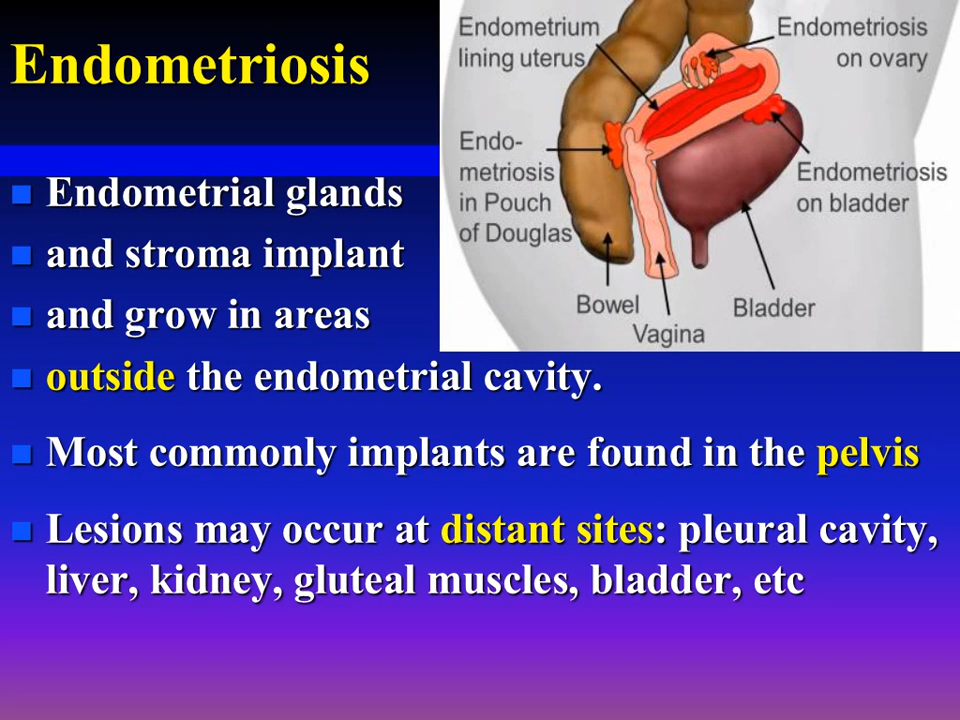 Endometriosis
Endometrium
lining uterus
Endometriosis
on ovary
Endo-
metriosis
in Pouch
of Douglas
Endometriosis
on bladder
Bowel
Vagina
Bladder
Endometrial glands
and stroma implant
and grow in areas
outside the endometrial cavity.
Most commonly implants are found in the pelvis
Lesions may occur at distant sites: pleural cavity,
liver, kidney, gluteal muscles, bladder, etc